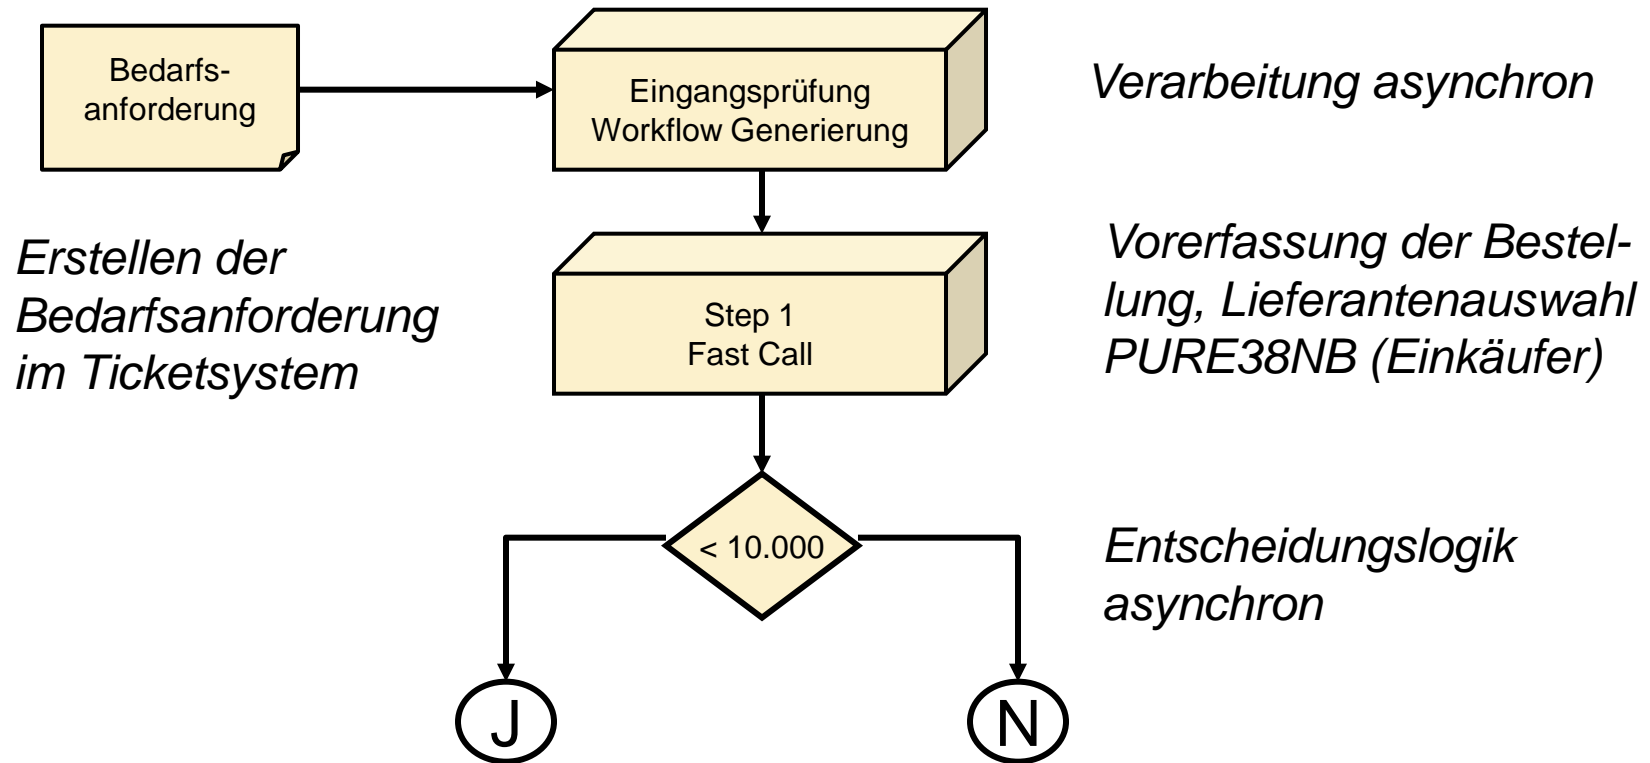 Bedarfs-
anforderung
Eingangsprüfung
Workflow Generierung
Verarbeitung asynchron
Erstellen der
Bedarfsanforderung
im Ticketsystem
Step 1
Fast Call
Vorerfassung der Bestel-
lung, Lieferantenauswahl
PURE38NB (Einkäufer)
< 10.000
Entscheidungslogik
asynchron
J
N